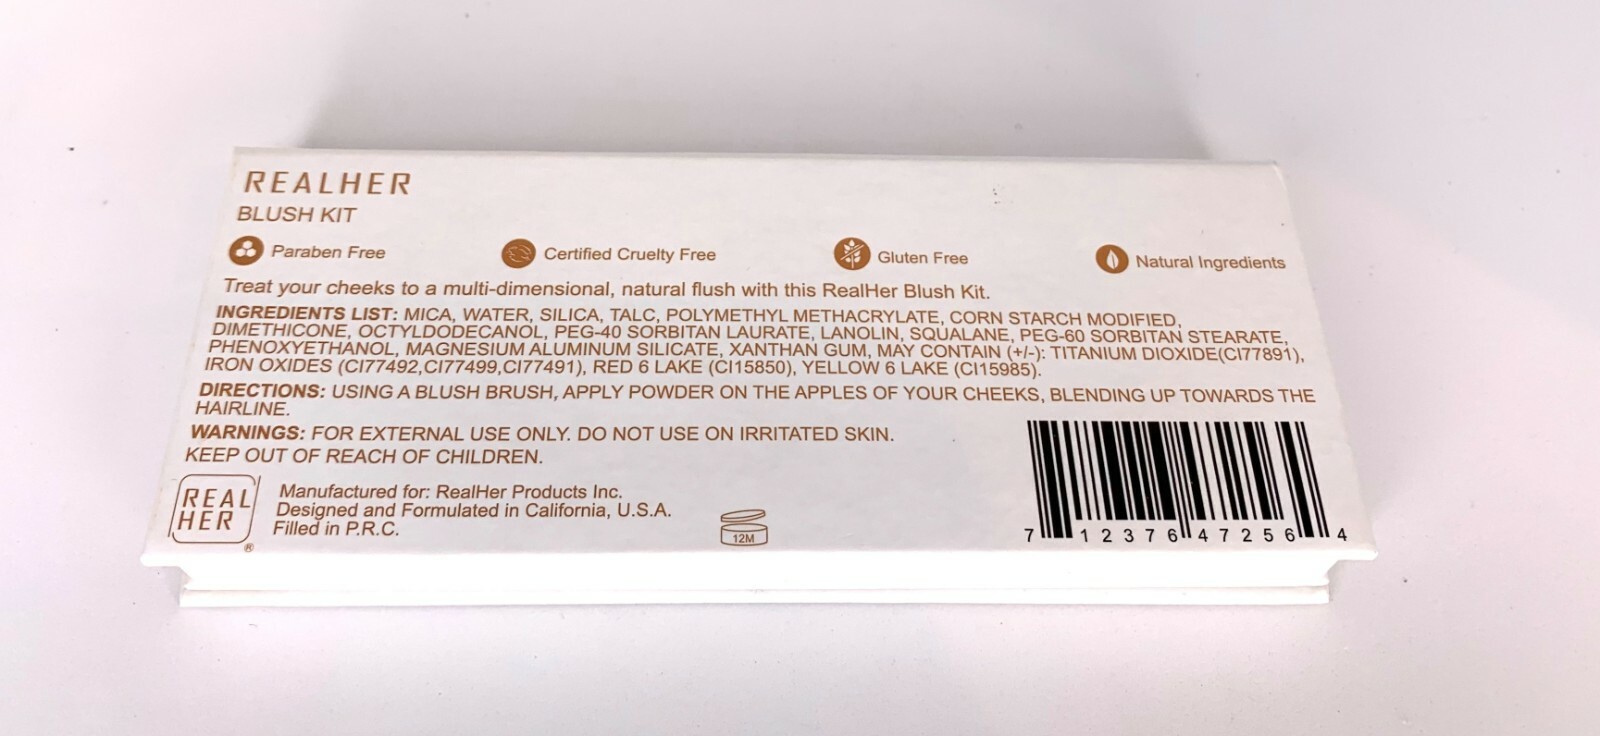 REALHER
BLUSH KIT
Paraben Free
Certified Cruelty Free
Gluten Free
Natural Ingredients
Treat your cheeks to a multi-dimensional, natural flush with this RealHer Blush Kit.
INGREDIENTS LIST: MICA, WATER, SILICA, TALC, POLYMETHYL METHACRYLATE, CORN STARCH MODIFIED,
DIMETHICONE, OCTYLDODECANOL, PEG-40 SORBITAN LAURATE, LANOLIN, SQUALANE, PEG-60 SORBITAN STEARATE,
PHENOXYETHANOL, MAGNESIUM ALUMINUM SILICATE, XANTHAN GUM, MAY CONTAIN (+/-): TITANIUM DIOXIDE(CI77891),
IRON OXIDES (CI77492,CI77499,CI77491), RED 6 LAKE (CI15850), YELLOW 6 LAKE (CI15985).
DIRECTIONS: USING A BLUSH BRUSH, APPLY POWDER ON THE APPLES OF YOUR CHEEKS, BLENDING UP TOWARDS THE
HAIRLINE.
WARNINGS: FOR EXTERNAL USE ONLY. DO NOT USE ON IRRITATED SKIN.
KEEP OUT OF REACH OF CHILDREN.
REAL
HER
®
Manufactured for: RealHer Products Inc.
Designed and Formulated in California, U.S.A.
Filled in P.R.C.
12M
7 12376 47256 4